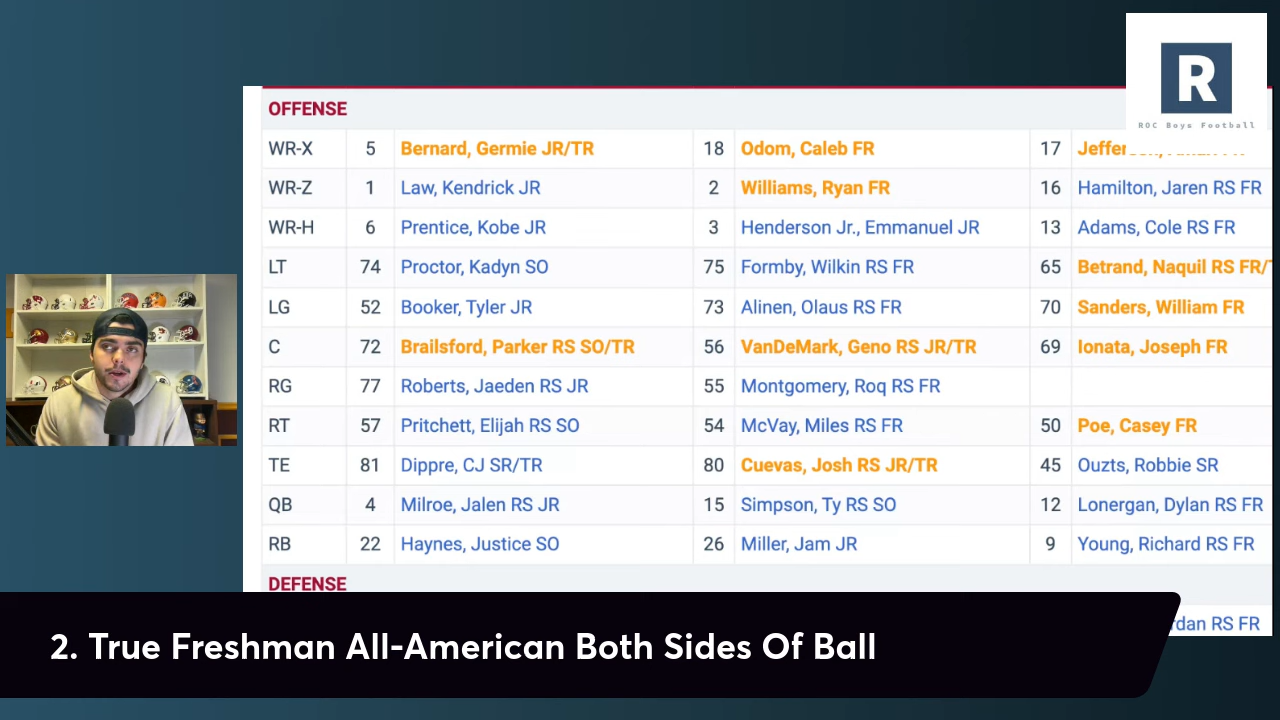 R
ROC Boys Football
OFFENSE
WR-X 5 Bernard, Germie JR/TR 18 Odom, Caleb FR 17
WR-Z 1 Law, Kendrick JR 2 Williams, Ryan FR 16 Hamilton, Jaren RS FR
WR-H 6 Prentice, Kobe JR 3 Henderson Jr., Emmanuel JR 13 Adams, Cole RS FR
LT 74 Proctor, Kadyn SO 75 Formby, Wilkin RS FR 65 Betrand, Naquil RS FR/
LG 52 Booker, Tyler JR 73 Alinen, Olaus RS FR 70 Sanders, William FR
C 72 Brailsford, Parker RS SO/TR 56 VanDeMark, Geno RS JR/TR 69 Ionata, Joseph FR
RG 77 Roberts, Jaeden RS JR 55 Montgomery, Roq RS FR
RT 57 Pritchett, Elijah RS SO 54 McVay, Miles RS FR 50 Poe, Casey FR
TE 81 Dippre, CJ SR/TR 80 Cuevas, Josh RS JR/TR 45 Ouzts, Robbie SR
QB 4 Milroe, Jalen RS JR 15 Simpson, Ty RS SO 12 Lonergan, Dylan RS FR
RB 22 Haynes, Justice SO 26 Miller, Jam JR 9 Young, Richard RS FR
DEFENSE
RS FR
2. True Freshman All-American Both Sides Of Ball